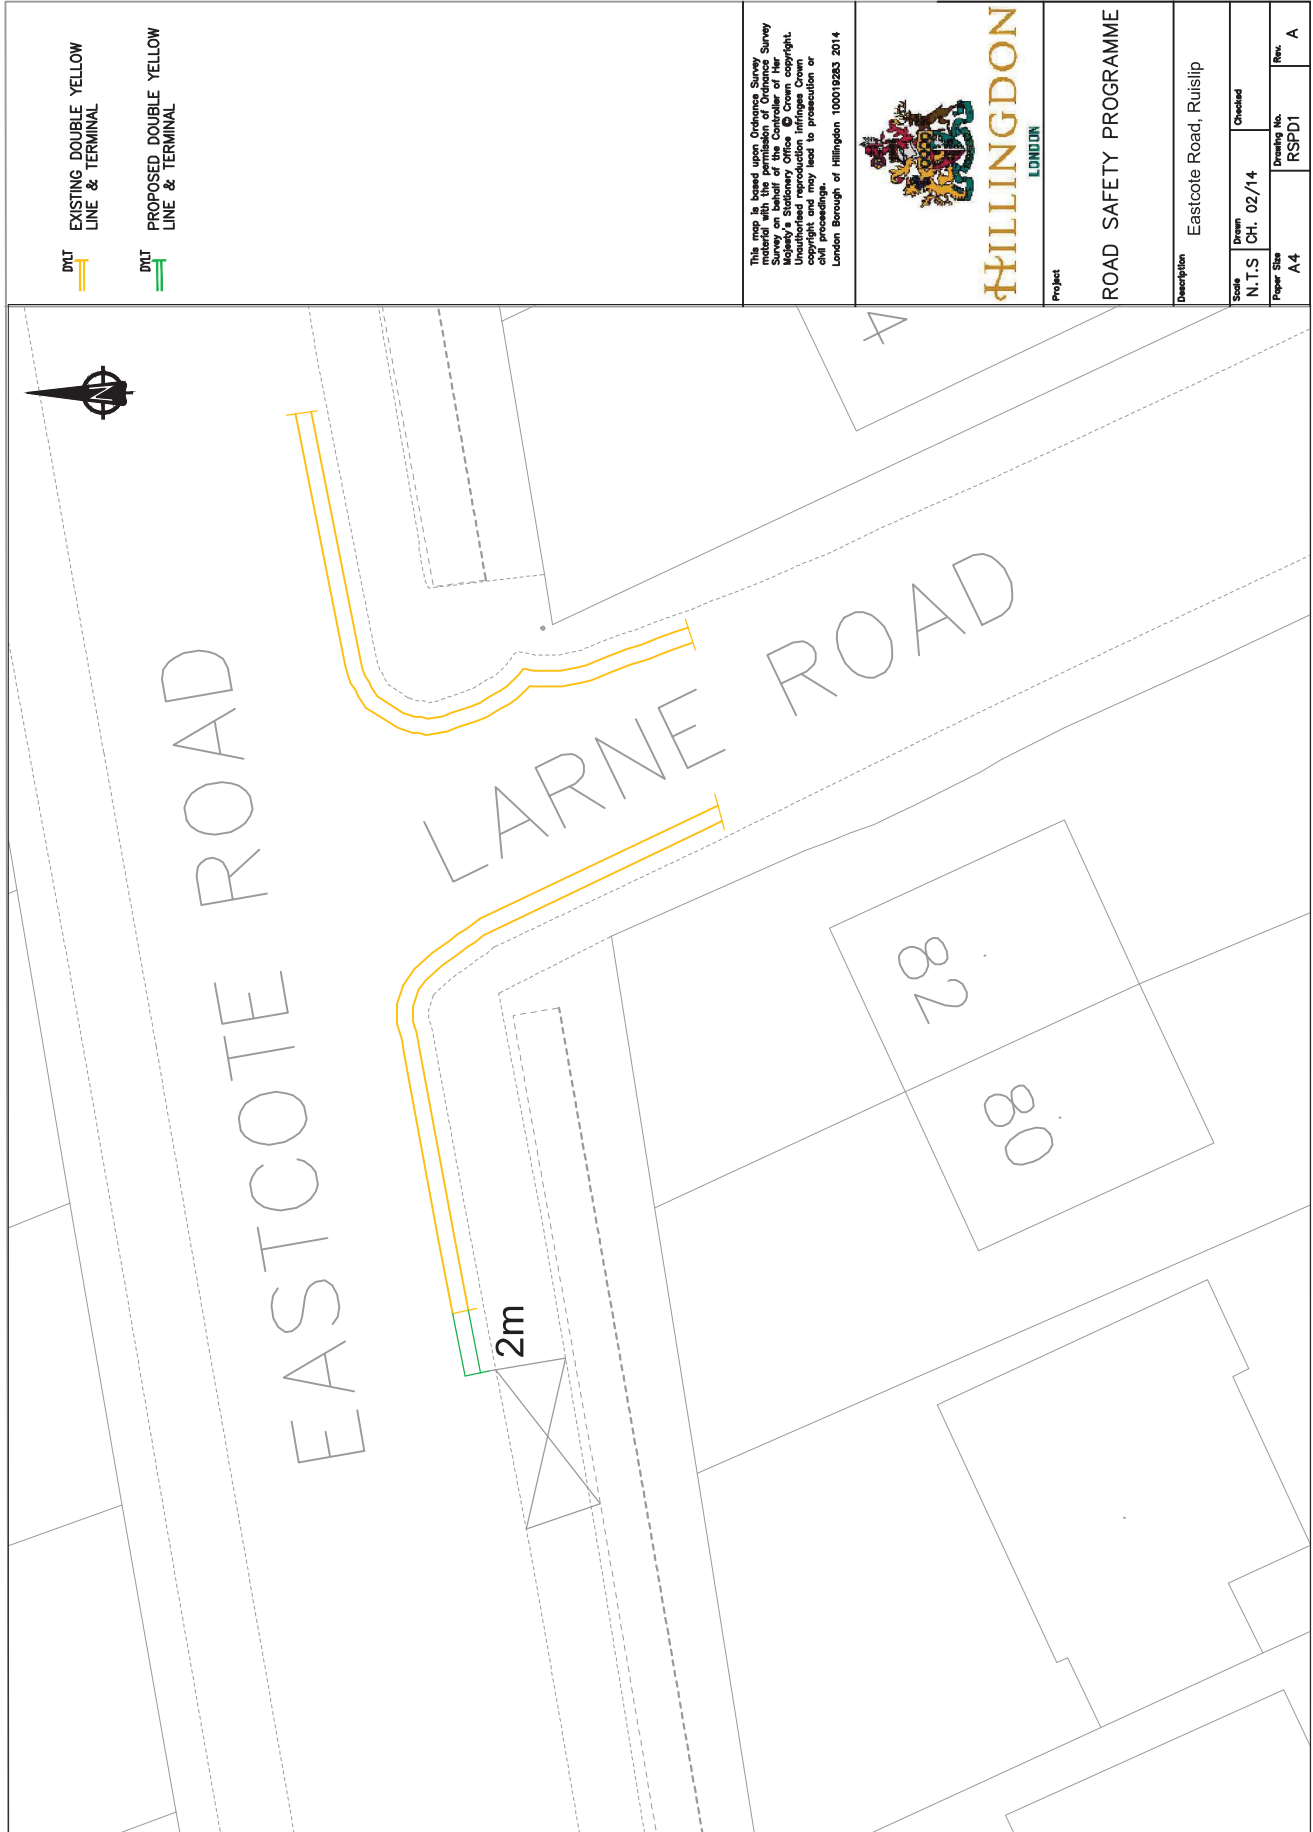 DYLT
EXISTING DOUBLE YELLOW
LINE & TERMINAL
DYLT
PROPOSED DOUBLE YELLOW
LINE & TERMINAL
N
EASTCOTE ROAD
LARNE ROAD
2m
4
82
80
This map is based upon Ordnance Survey
material with the permission of Ordnance Survey
Survey on behalf of the Controller of Her
Majesty's Stationery Office © Crown copyright.
Unauthorised reproduction infringes Crown
copyright and may lead to prosecution or
civil proceedings.
London Borough of Hillingdon 100019283 2014
HILLINGDON
LONDON
Project
ROAD SAFETY PROGRAMME
Description
Eastcote Road, Ruislip
Scale
N.T.S
Drawn
CH. 02/14
Checked
Paper Size
A4
Drawing No.
RSPD1
Rev.
A